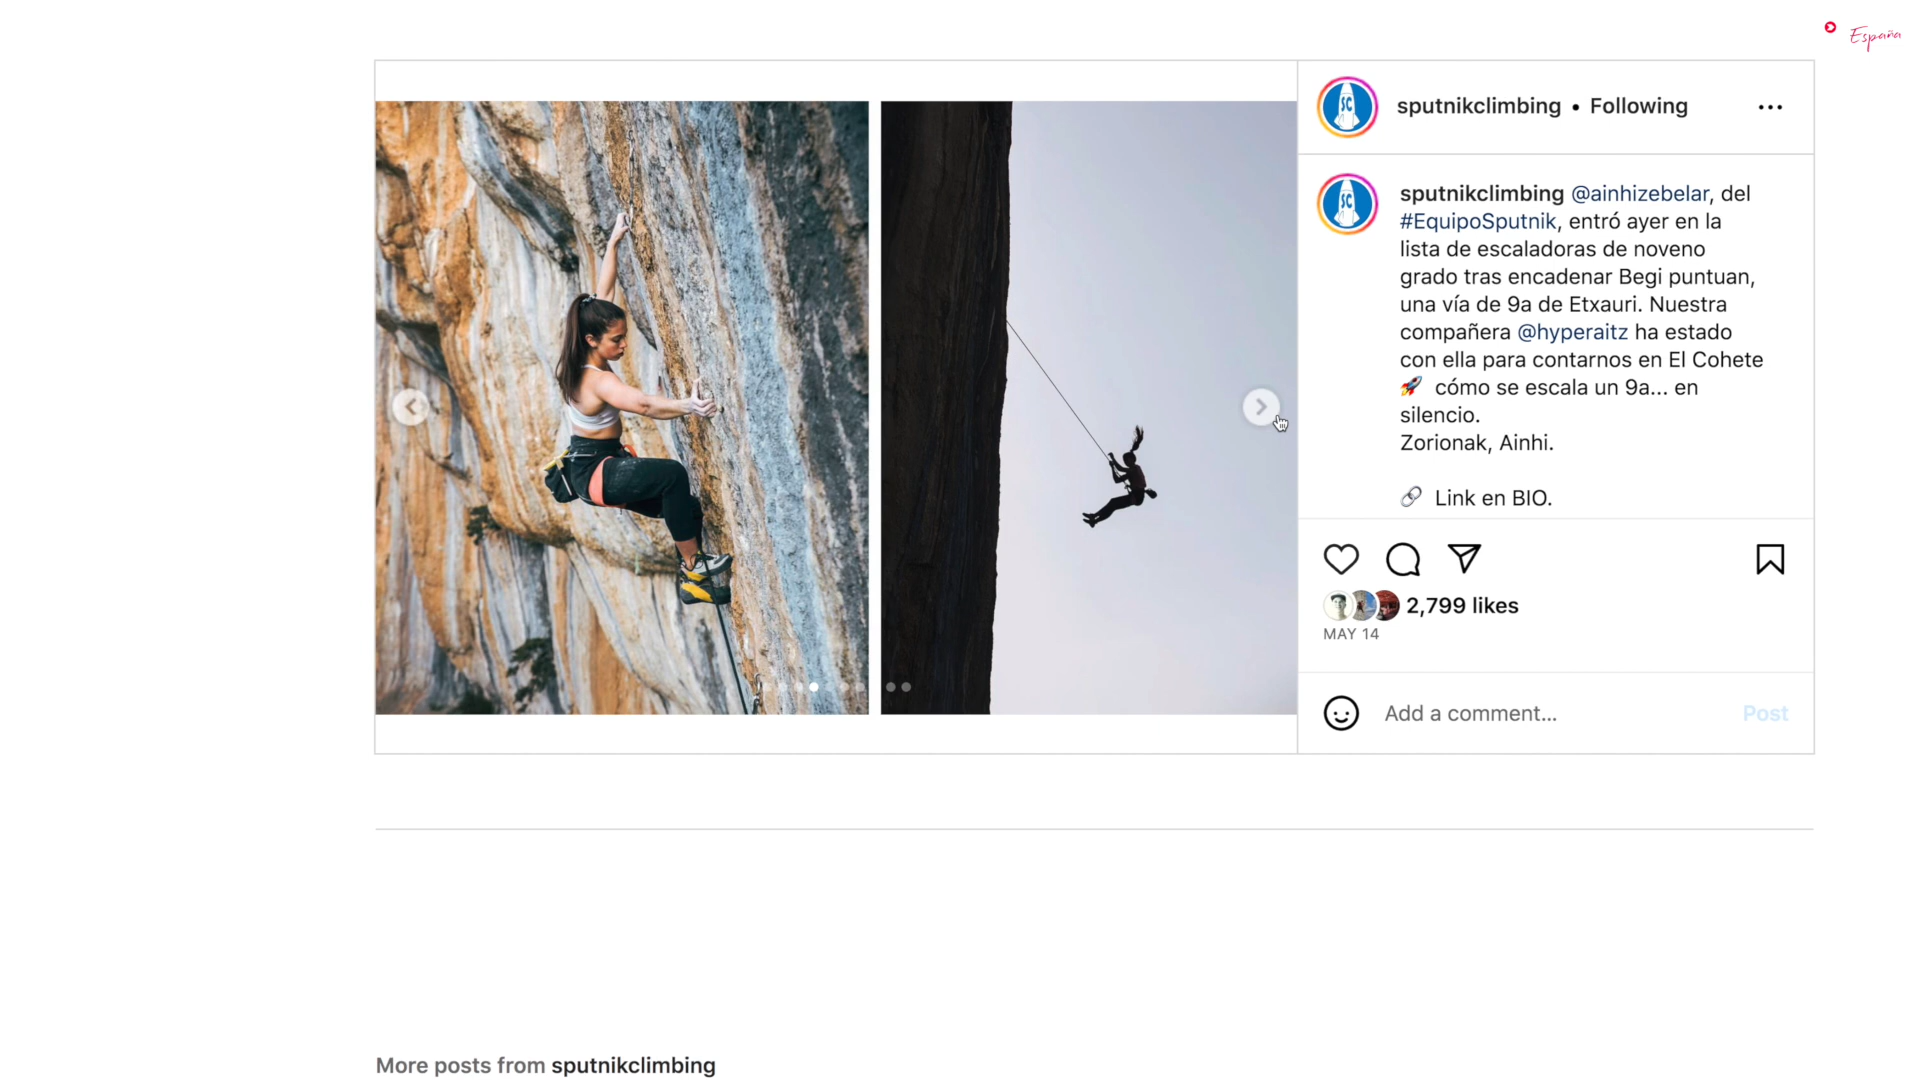 España
SC
sputnikclimbing • Following
SC
sputnikclimbing @ainhizebelar, del
#EquipoSputnik, entró ayer en la
lista de escaladoras de noveno
grado tras encadenar Begi puntuan,
una vía de 9a de Etxauri. Nuestra
compañera @hyperaitz ha estado
con ella para contarnos en El Cohete
🚀 cómo se escala un 9a... en
silencio.
Zorionak, Ainhi.
🔗 Link en BIO.
2,799 likes
MAY 14
Add a comment...
Post
More posts from sputnikclimbing